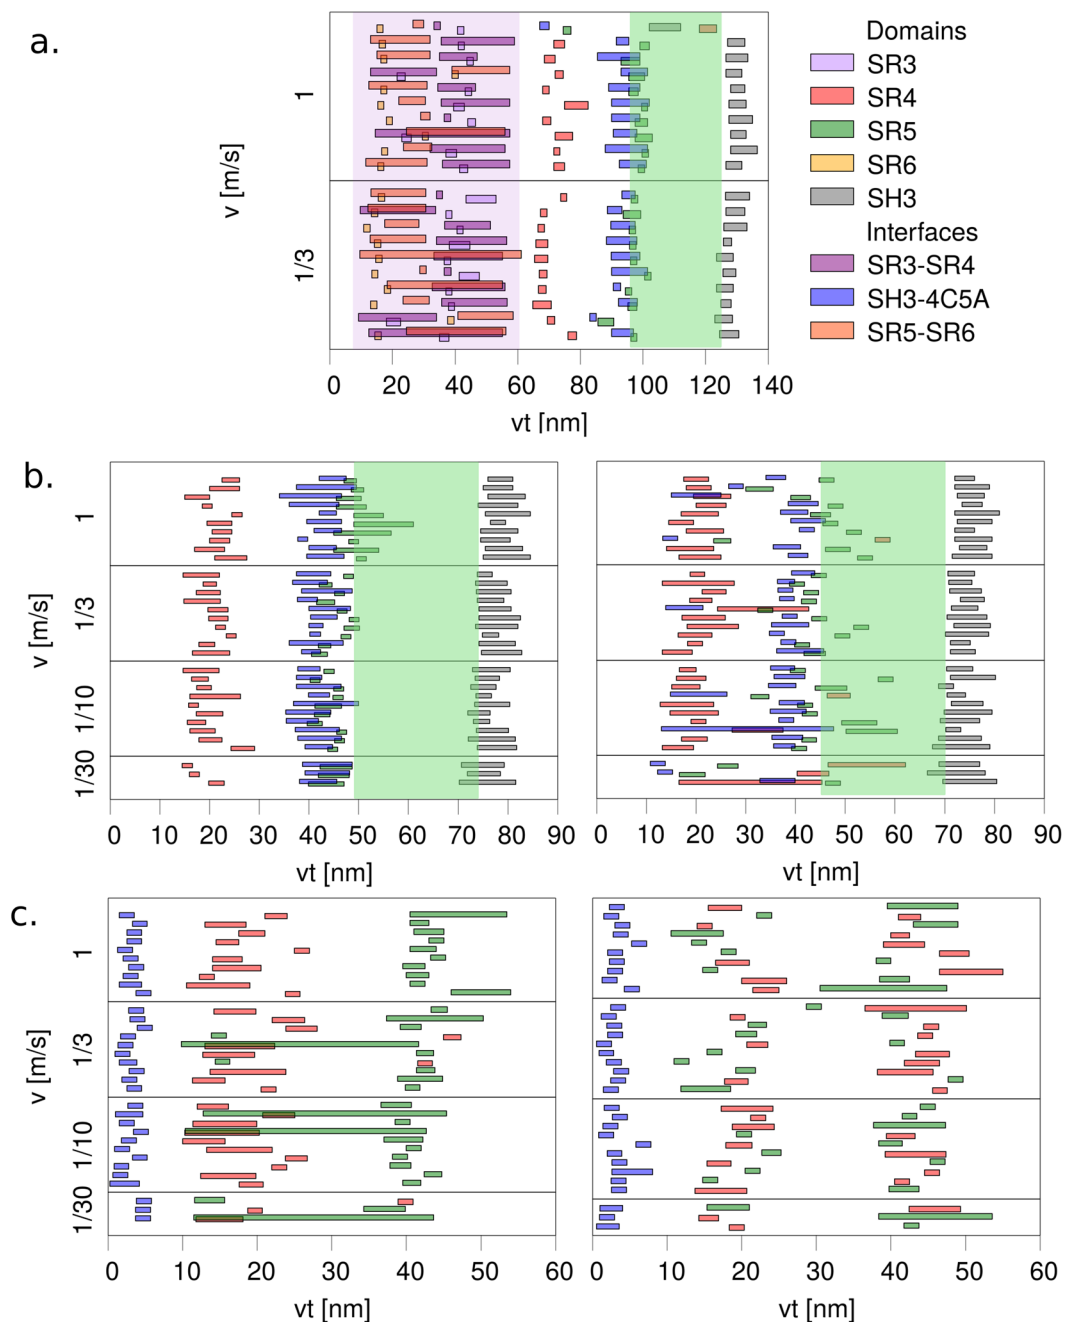 a.
v [m/s]
1
1/3
0 20 40 60 80 100 120 140
vt [nm]
Domains
SR3
SR4
SR5
SR6
SH3
Interfaces
SR3-SR4
SH3-4C5A
SR5-SR6
b.
v [m/s]
1
1/3
1/10
1/30
0 10 20 30 40 50 60 70 80 90
vt [nm]
0 10 20 30 40 50 60 70 80 90
vt [nm]
c.
v [m/s]
1
1/3
1/10
1/30
0 10 20 30 40 50 60
vt [nm]
0 10 20 30 40 50 60
vt [nm]